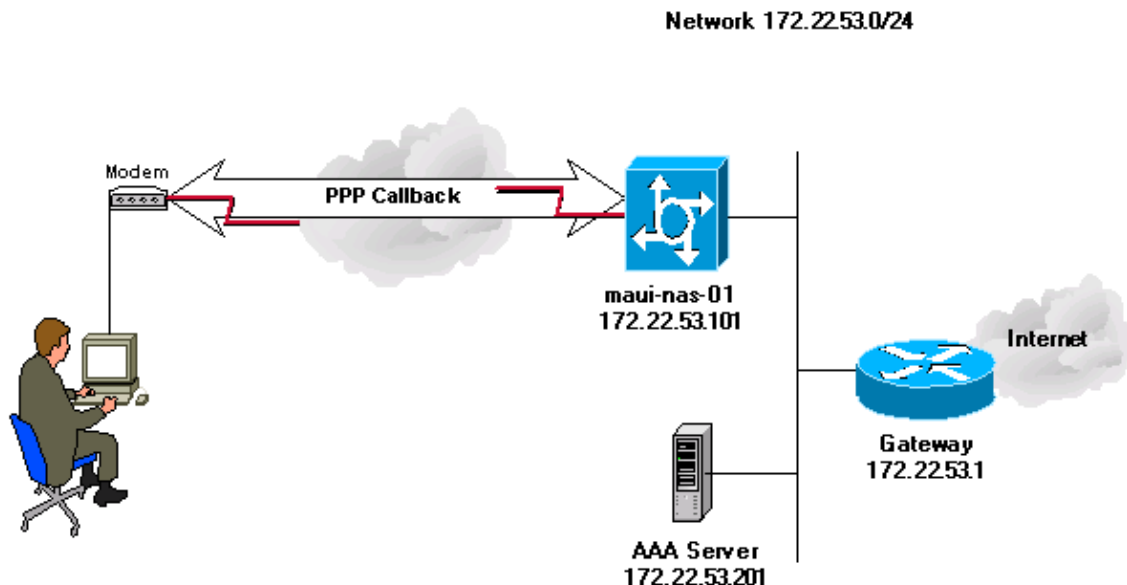 Network 172.22.53.0/24
Modem
PPP Callback
maui-nas-01
172.22.53.101
Internet
Gateway
172.22.53.1
AAA Server
172.22.53.201